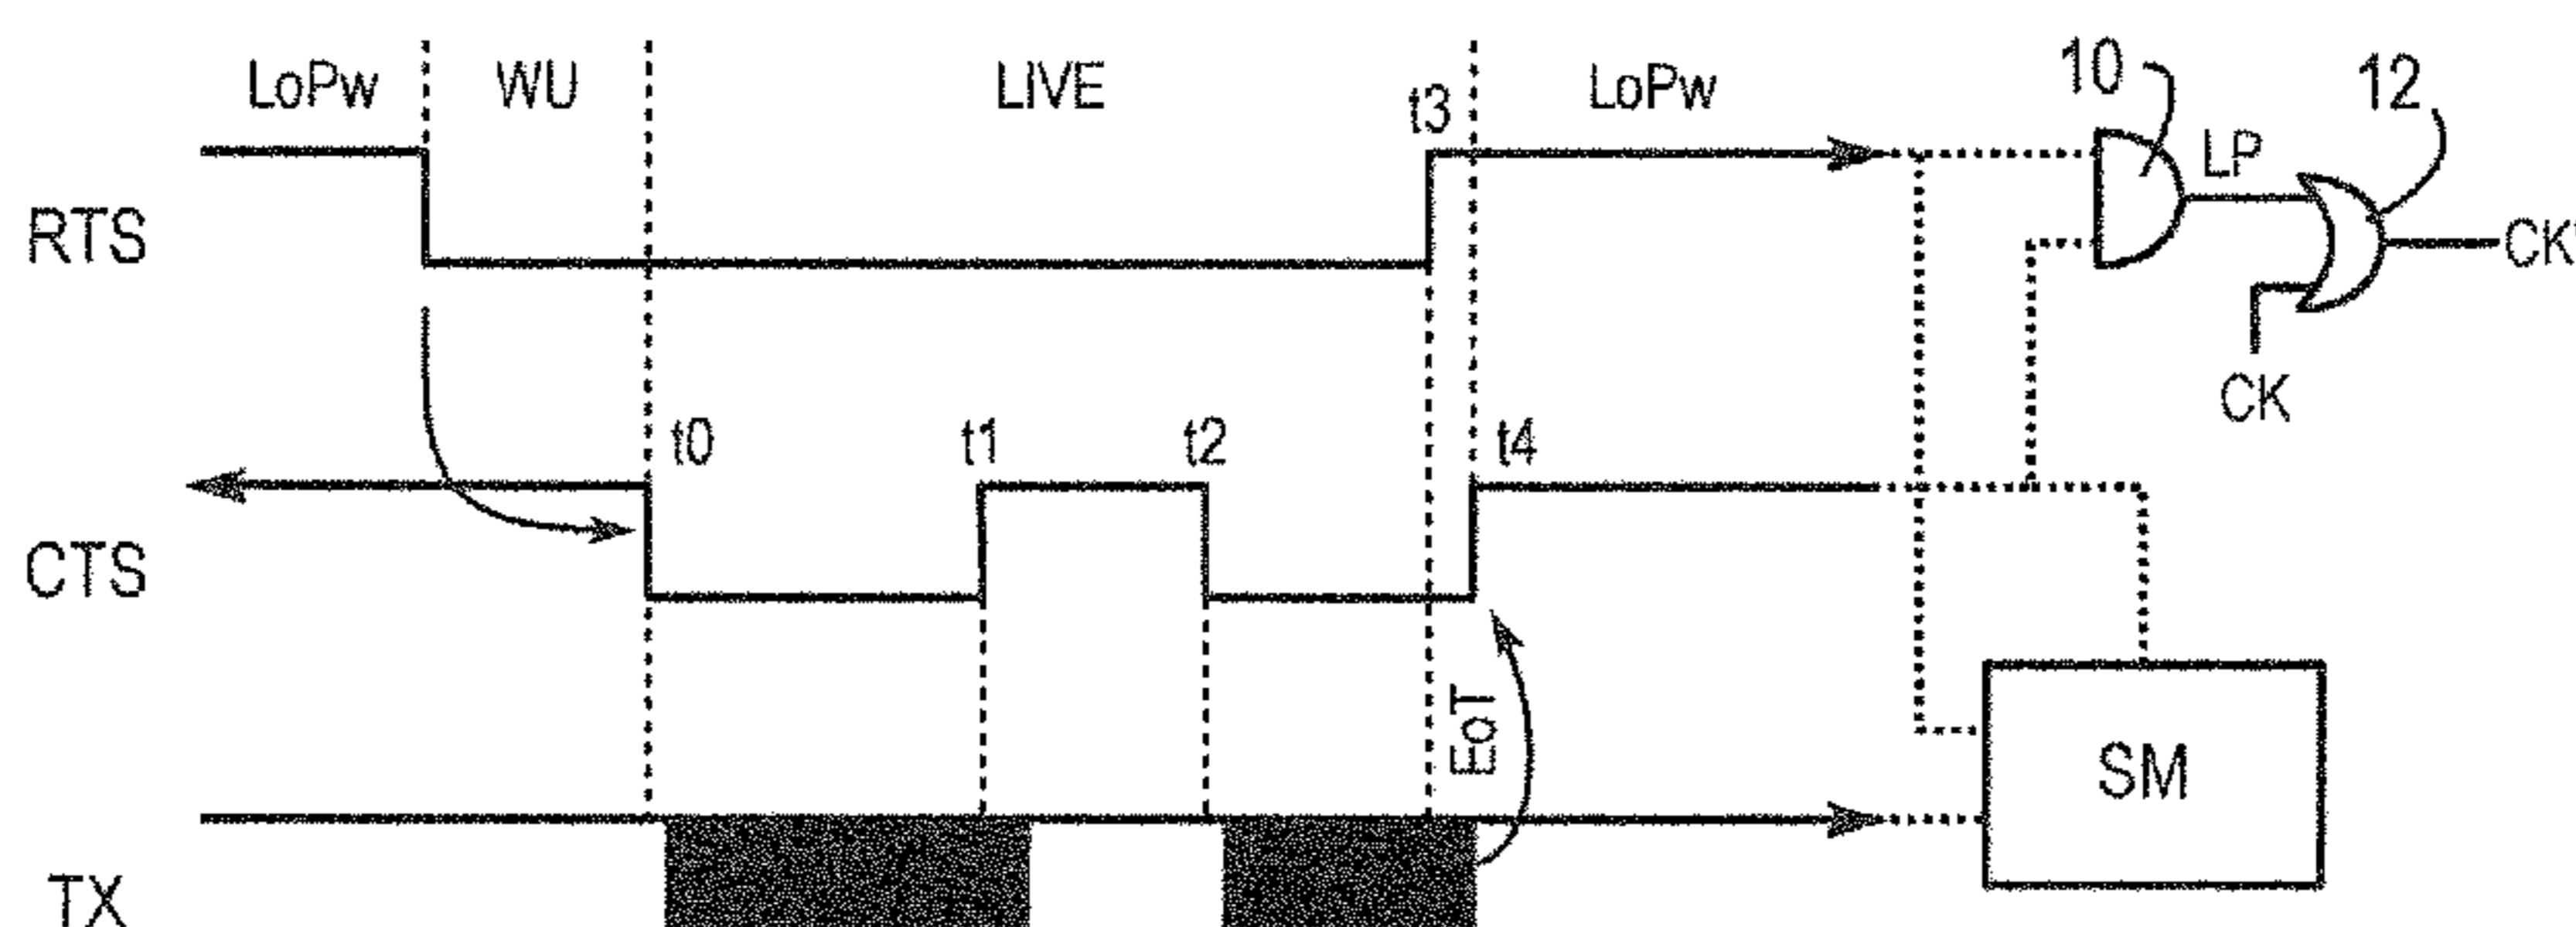 LoPw WU LIVE t3 LoPw 10 12
LP
RTS CK'
CK
t0 t1 t2 t4
CTS
EoT
SM
TX